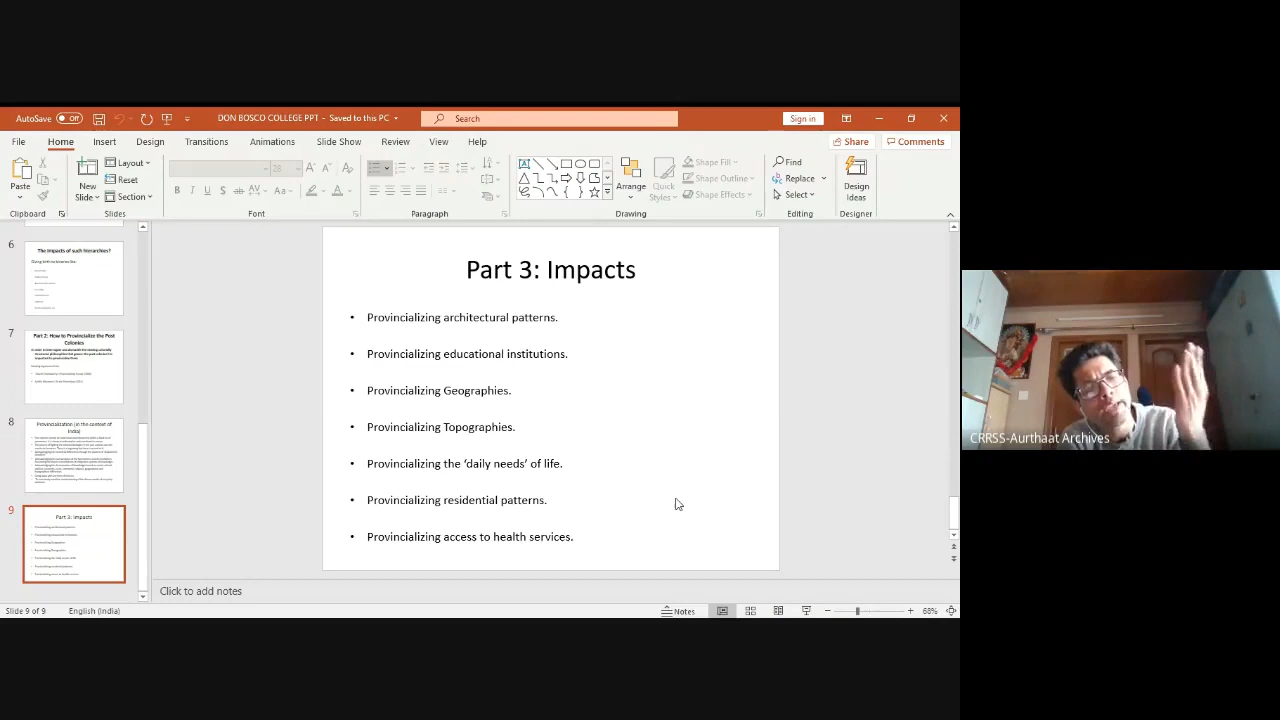 AutoSave Off
DON BOSCO COLLEGE PPT - Saved to this PC
Search
Sign in
File Home Insert Design Transitions Animations Slide Show Review View Help
Share Comments
Paste
New
Slide
Layout
Reset
Section
28
Shape Fill
Shape Outline
Shape Effects
Arrange
Quick
Styles
Find
Replace
Select
Design
Ideas
Clipboard Slides Font Paragraph Drawing Editing Designer
6
The Impacts of such hierarchies?
7
Part 2: How to Provincialize the Post
Colonies
8
Provincialization (in the context of
India)
9
Part 3: Impacts
Part 3: Impacts
• Provincializing architectural patterns.
• Provincializing educational institutions.
• Provincializing Geographies.
• Provincializing Topographies.
• Provincializing the daily socio- life.
• Provincializing residential patterns.
• Provincializing access to health services.
CRRSS-Aurthaat Archives
Click to add notes
Slide 9 of 9 English (India)
Notes
68%